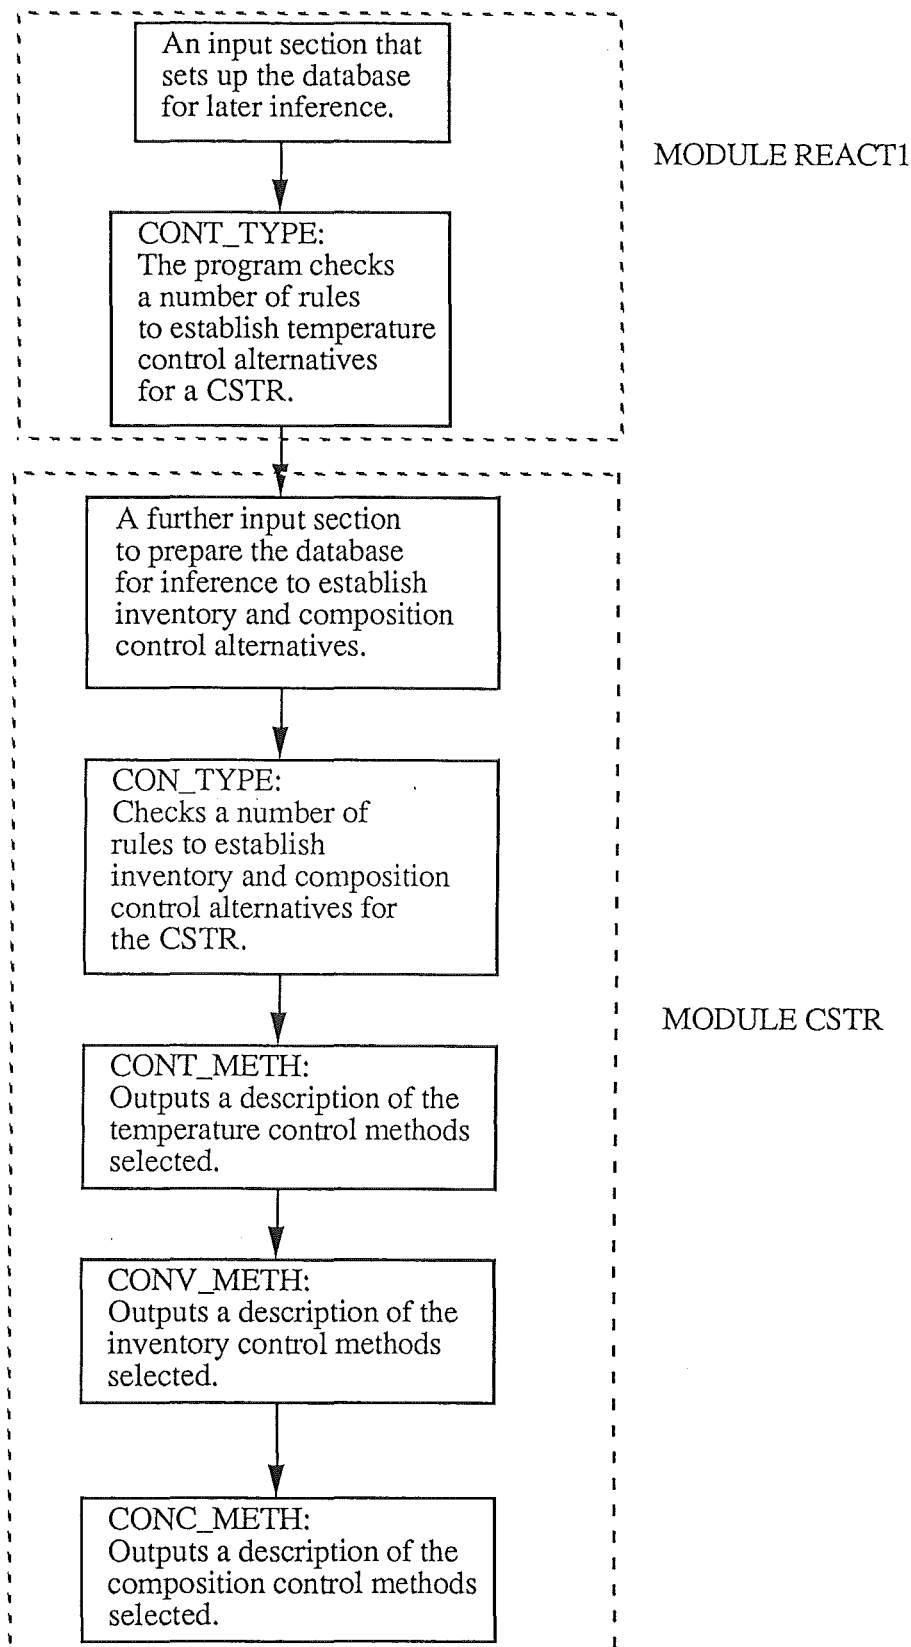 An input section that
sets up the database
for later inference.
MODULE REACT1
CONT_TYPE:
The program checks
a number of rules
to establish temperature
control alternatives
for a CSTR.
A further input section
to prepare the database
for inference to establish
inventory and composition
control alternatives.
CON_TYPE:
Checks a number of
rules to establish
inventory and composition
control alternatives for
the CSTR.
MODULE CSTR
CONT_METH:
Outputs a description of the
temperature control methods
selected.
CONV_METH:
Outputs a description of the
inventory control methods
selected.
CONC_METH:
Outputs a description of the
composition control methods
selected.